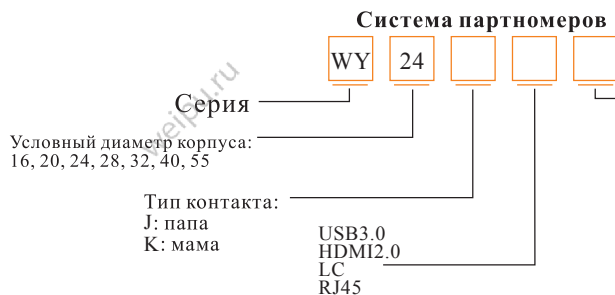 Система партномеров
WY 24
Серия
Условный диаметр корпуса:
16, 20, 24, 28, 32, 40, 55
Тип контакта:
J: папа
K: мама
USB3.0
HDMI2.0
LC
RJ45
weipu.ru